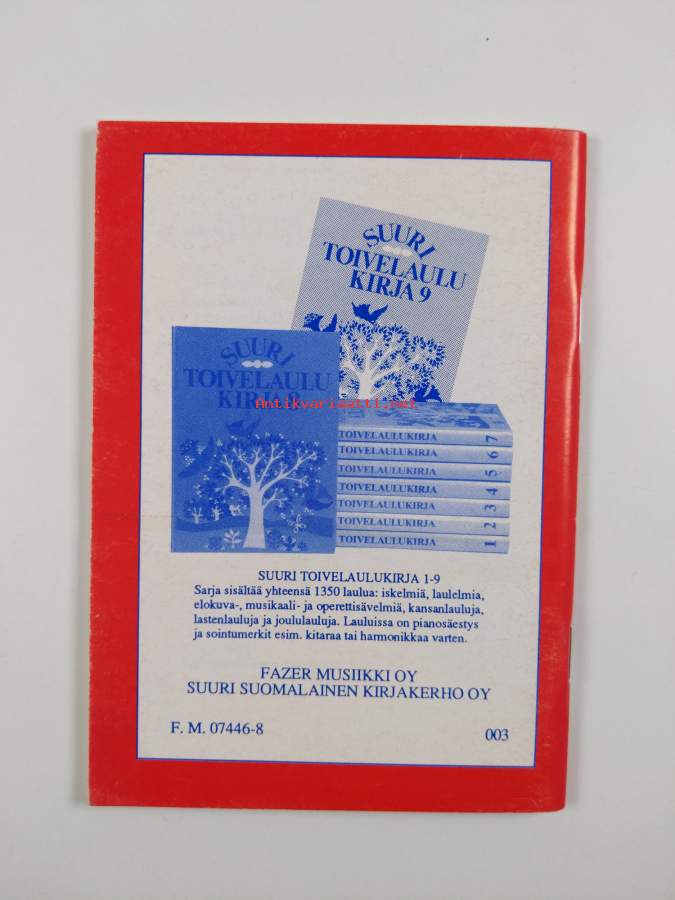 SUURI
TOIVELAULU
KIRJA 9
SUURI
TOIVELAULU
KIRJA
Antikvariaatti.net
TOIVELAULUKIRJA 7
TOIVELAULUKIRJA 6
TOIVELAULUKIRJA 5
TOIVELAULUKIRJA 4
TOIVELAULUKIRJA 3
TOIVELAULUKIRJA 2
TOIVELAULUKIRJA 1
SUURI TOIVELAULUKIRJA 1-9
Sarja sisältää yhteensä 1350 laulua: iskelmiä, laulelmia,
elokuva-, musikaali- ja operettisävelmiä, kansanlauluja,
lastenlauluja ja joululauluja. Lauluissa on pianosäestys
ja sointumerkit esim. kitaraa tai harmonikkaa varten.
FAZER MUSIIKKI OY
SUURI SUOMALAINEN KIRJAKERHO OY
F. M. 07446-8
003